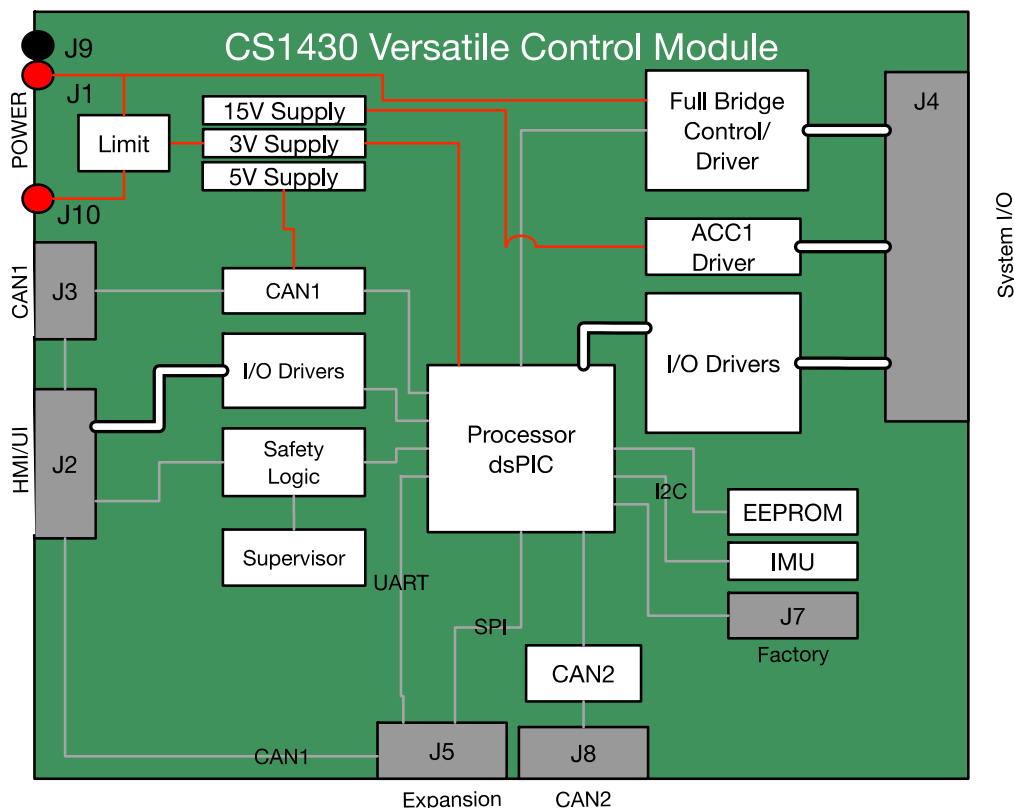 CS1430 Versatile Control Module
J9
J1
POWER
J10
Limit
15V Supply
3V Supply
5V Supply
Full Bridge
Control/
Driver
J4
System I/O
ACC1
Driver
CAN1
J3
CAN1
I/O Drivers
I/O Drivers
HMI/UI
J2
Safety
Logic
Processor
dsPIC
Supervisor
UART
I2C
EEPROM
IMU
J7
Factory
SPI
CAN2
CAN1
J5
J8
Expansion
CAN2